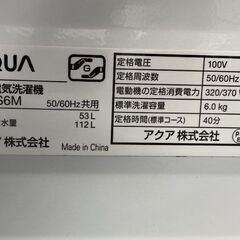 QUA
電気洗濯機
S6M
50/60Hz共用
53 L
水量 112 L
ア株式会社
Made in China
定格電圧 100V
定格周波数 50/60Hz
電動機の定格消費電力 320/370 W
標準洗濯容量 6.0 kg
定格時間(標準コース) 40分
アクア株式会社